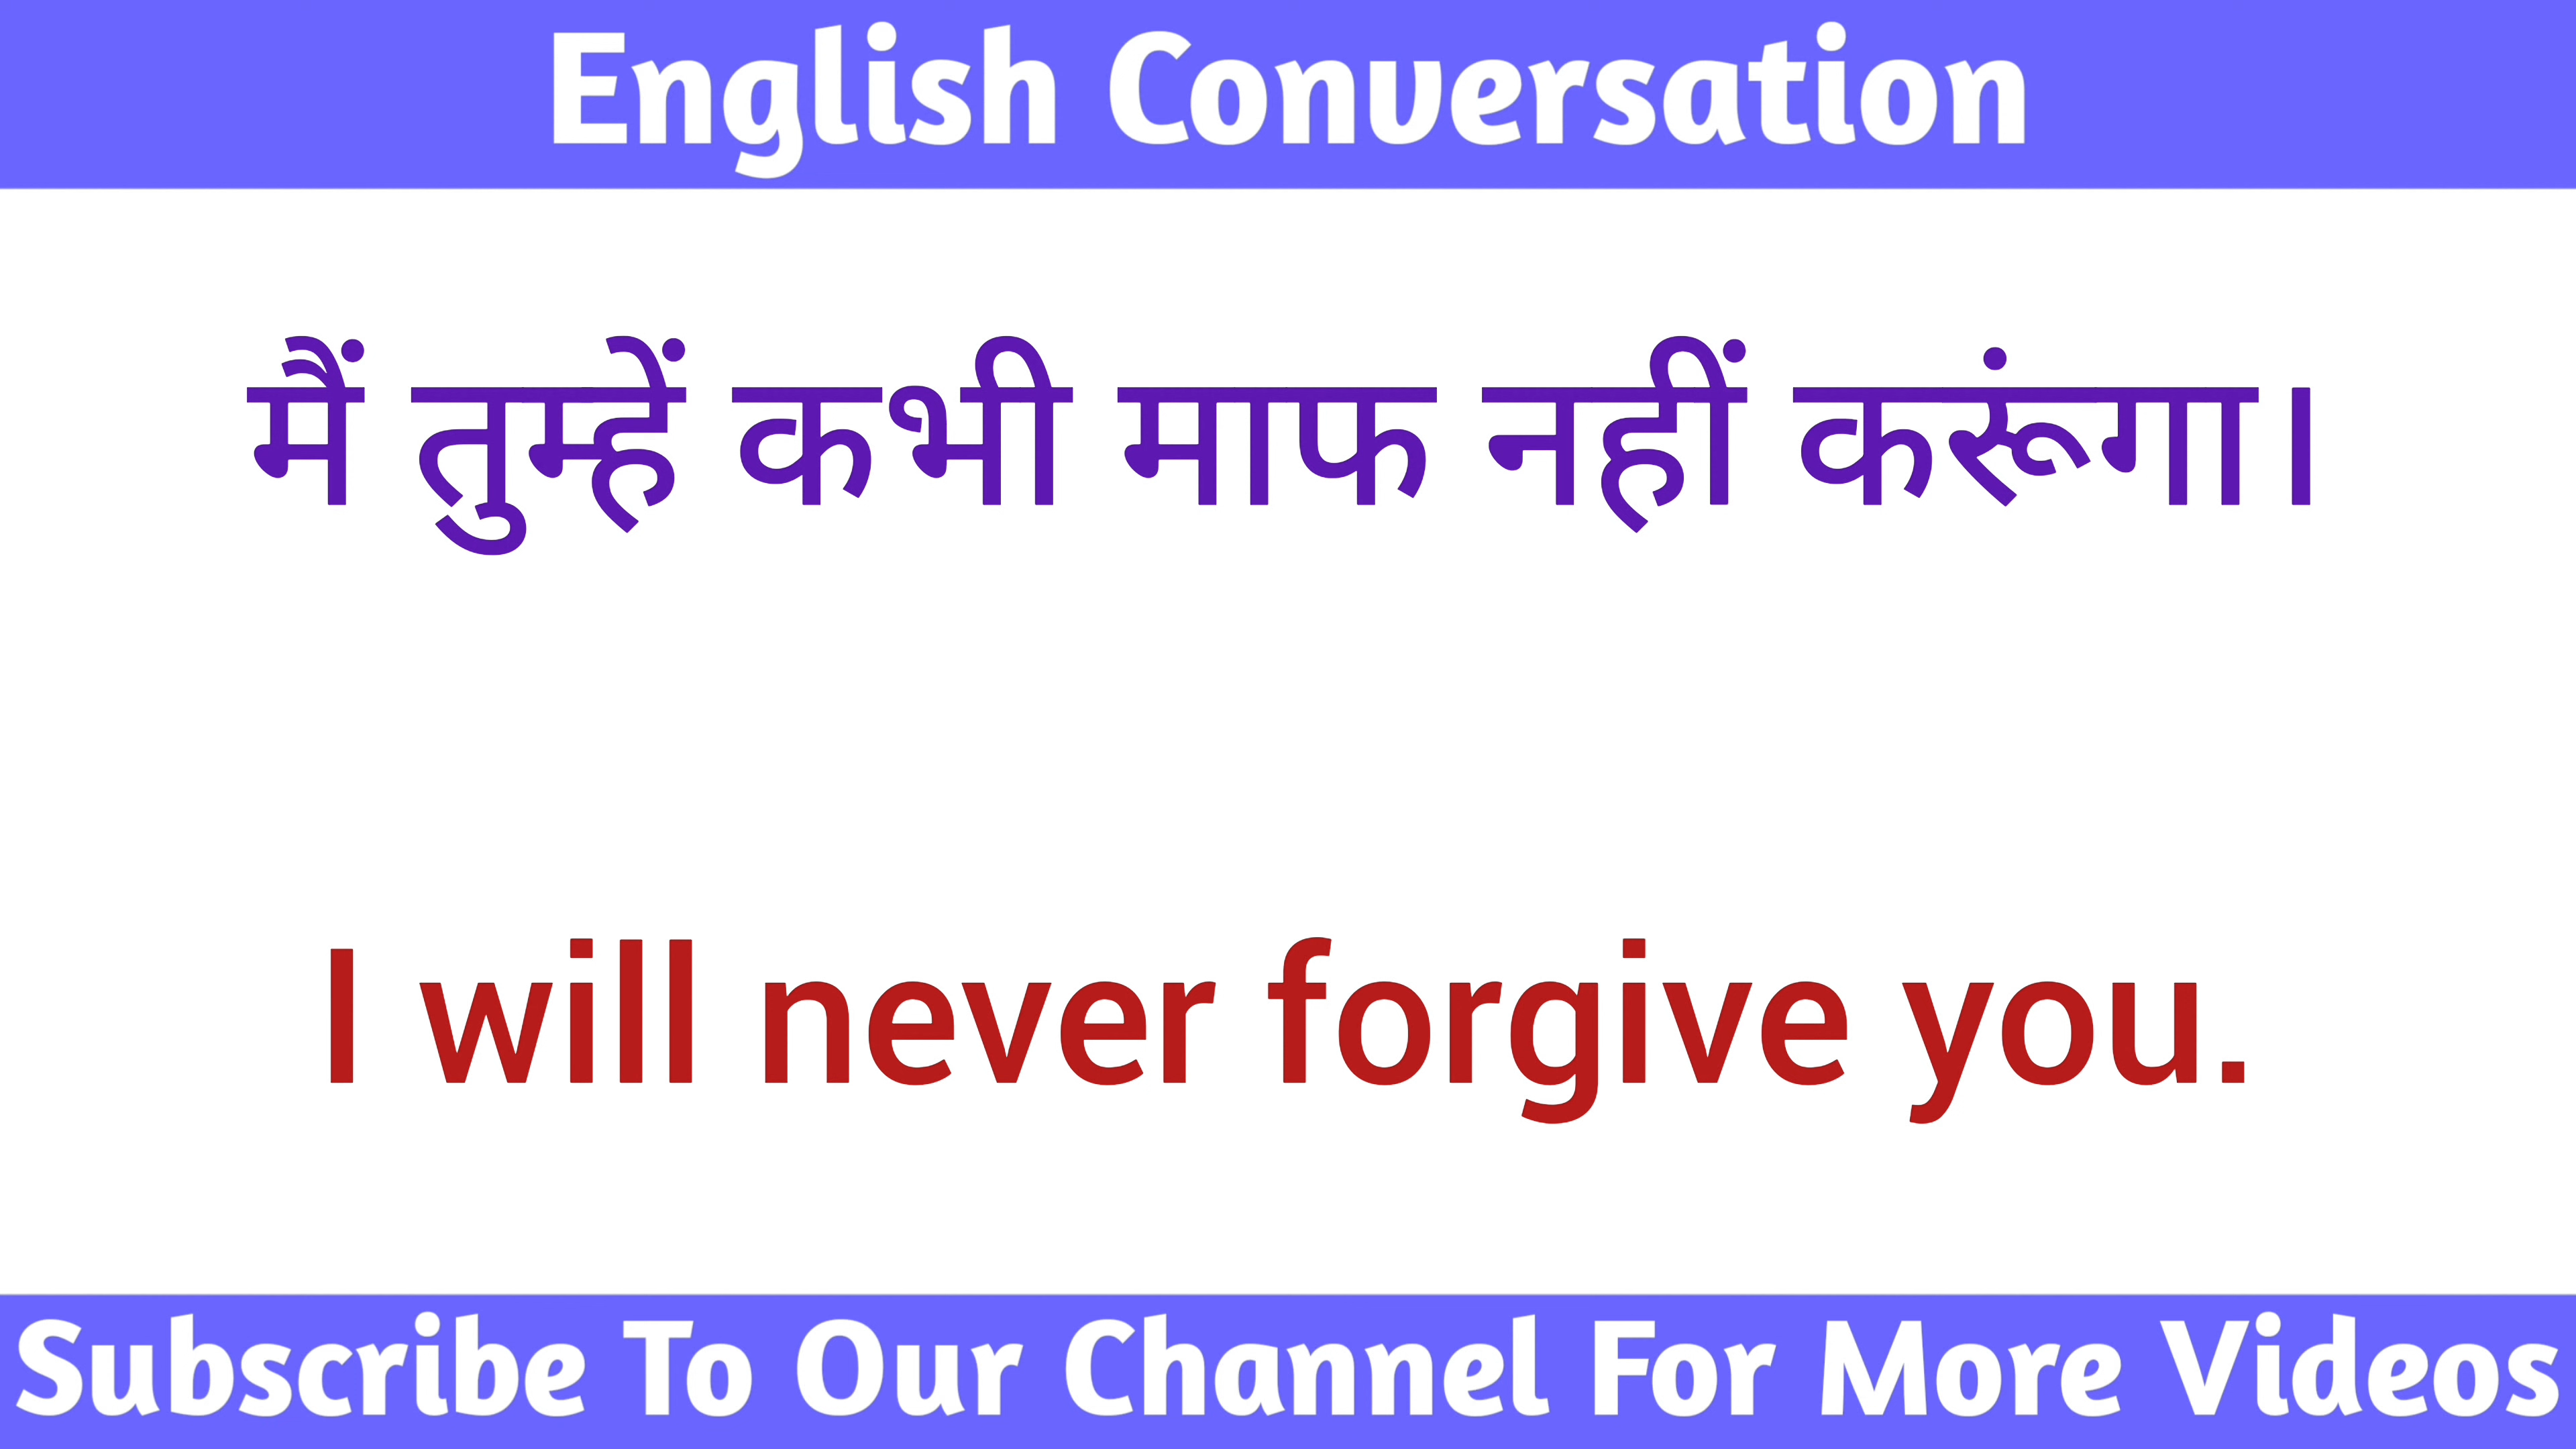 English Conversation
मैं तुम्हें कभी माफ नहीं करूंगा।
I will never forgive you.
Subscribe To Our Channel For More Videos